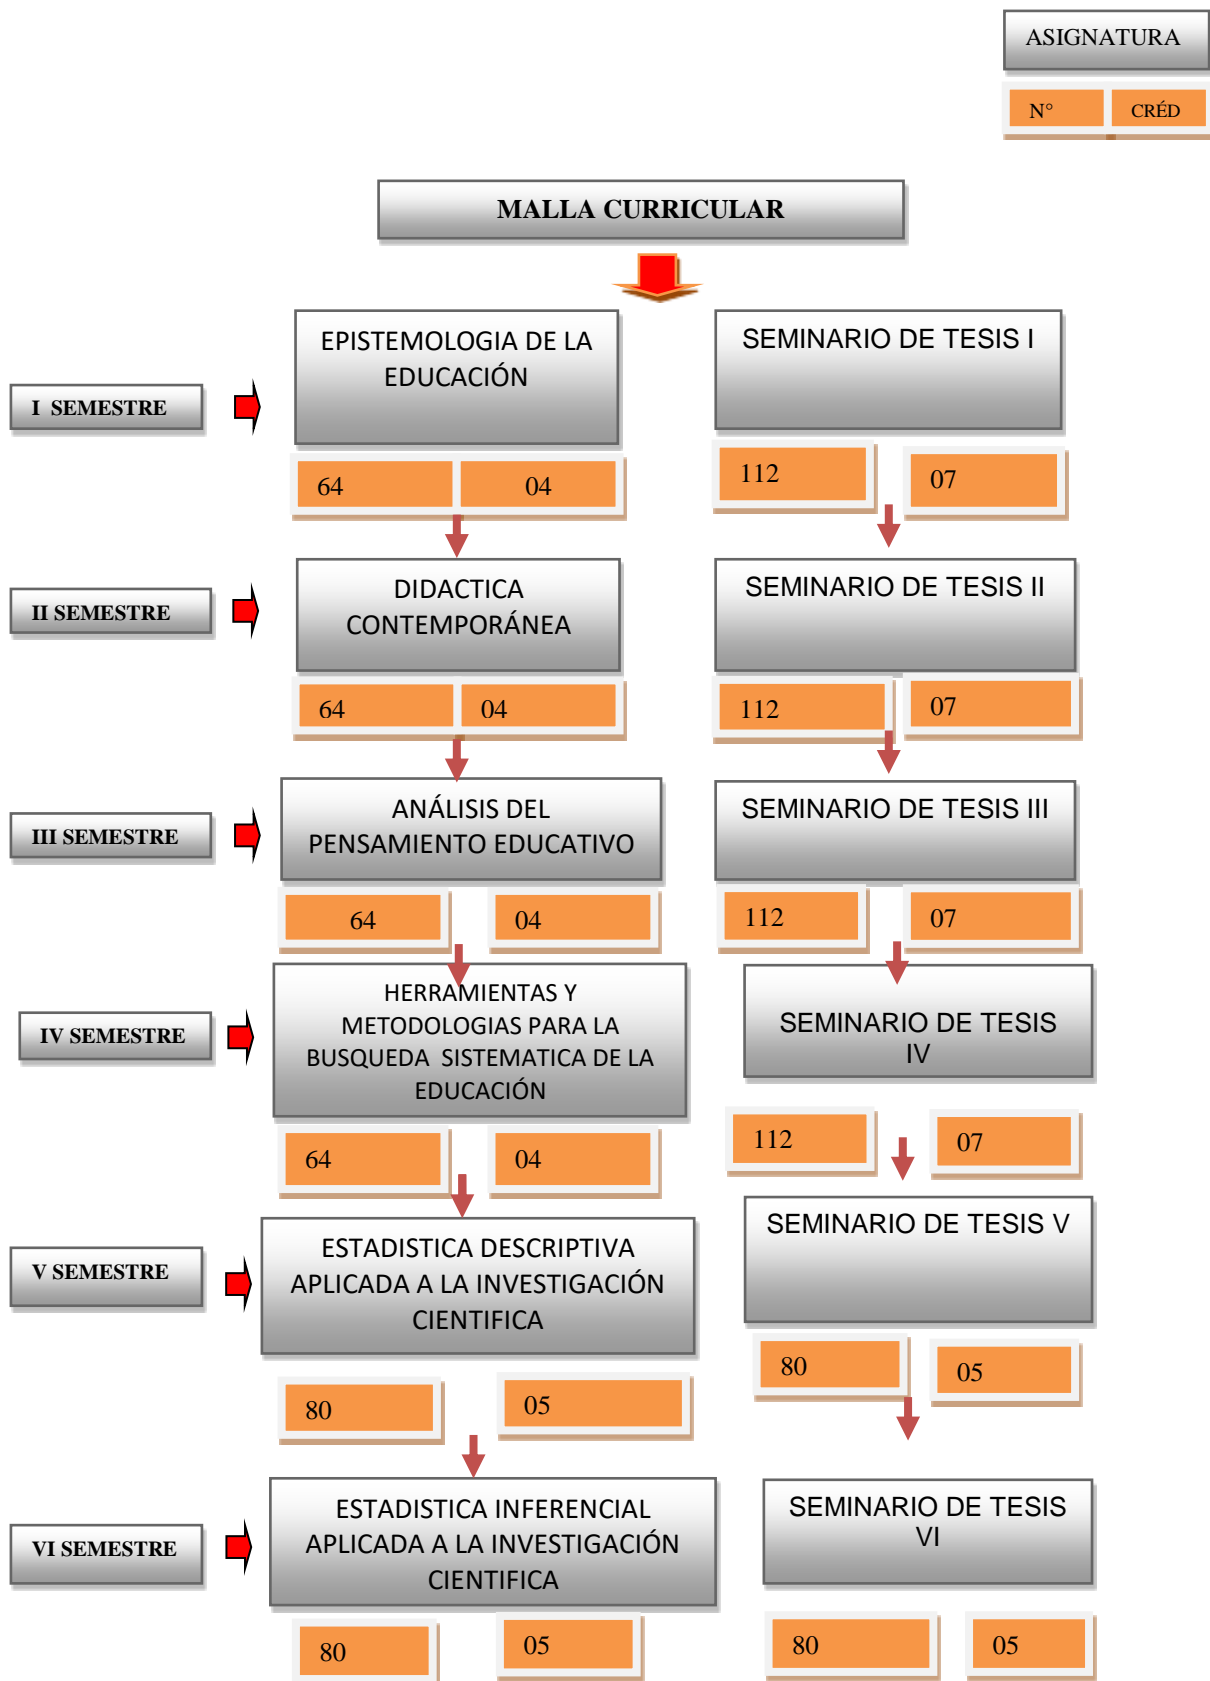 ASIGNATURA
N° CRÉD
MALLA CURRICULAR
I SEMESTRE
EPISTEMOLOGIA DE LA
EDUCACIÓN
64 04
SEMINARIO DE TESIS I
112 07
II SEMESTRE
DIDACTICA
CONTEMPORÁNEA
64 04
SEMINARIO DE TESIS II
112 07
III SEMESTRE
ANÁLISIS DEL
PENSAMIENTO EDUCATIVO
64 04
SEMINARIO DE TESIS III
112 07
IV SEMESTRE
HERRAMIENTAS Y
METODOLOGIAS PARA LA
BUSQUEDA SISTEMATICA DE LA
EDUCACIÓN
64 04
SEMINARIO DE TESIS
IV
112 07
V SEMESTRE
ESTADISTICA DESCRIPTIVA
APLICADA A LA INVESTIGACIÓN
CIENTIFICA
80 05
SEMINARIO DE TESIS V
80 05
VI SEMESTRE
ESTADISTICA INFERENCIAL
APLICADA A LA INVESTIGACIÓN
CIENTIFICA
80 05
SEMINARIO DE TESIS
VI
80 05